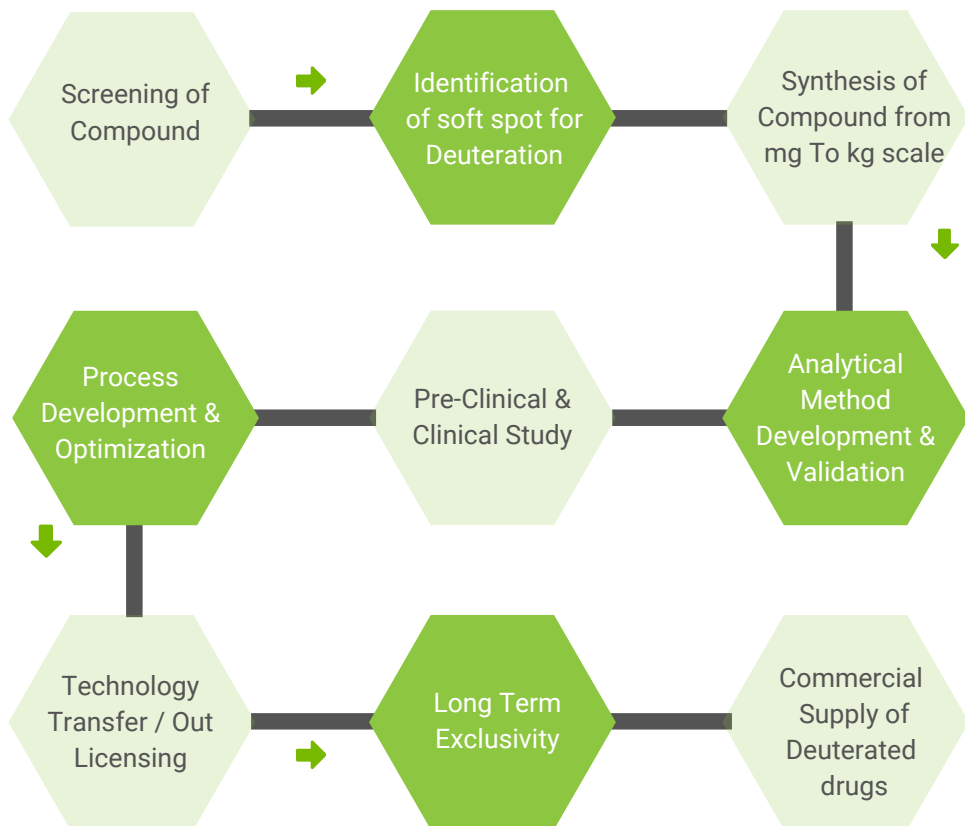 Screening of
Compound
Identification
of soft spot for
Deuteration
Synthesis of
Compound from
mg To kg scale
Analytical
Method
Development &
Validation
Pre-Clinical &
Clinical Study
Process
Development &
Optimization
Technology
Transfer / Out
Licensing
Long Term
Exclusivity
Commercial
Supply of
Deuterated
drugs